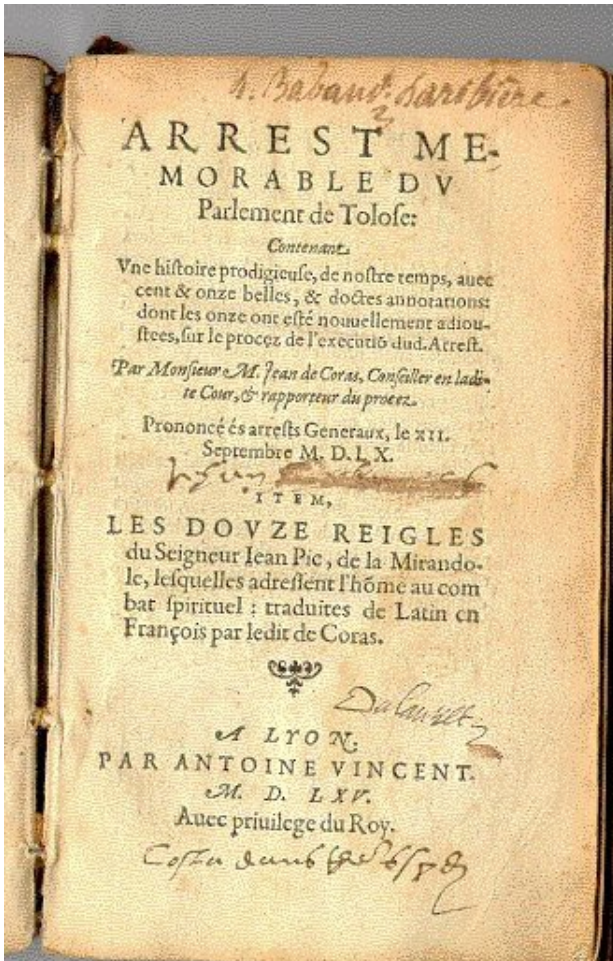 ARREST ME-
MORABLE DV
Parlement de Tolose:
Contenant
Vne histoire prodigieuse, de nostre temps, auec
cent & onze belles, & doctes annotations:
dont les onze ont esté nouuellement adiou-
stees, sur le procez de l'executiõ dud. Arrest.
Par Monsieur M. Jean de Coras, Conseiller en ladi-
te Cour, & rapporteur du procez.
Prononcé és arrests Generaux, le XII.
Septembre M. D. L X.
ITEM,
LES DOVZE REIGLES
du Seigneur Iean Pic, de la Mirando-
le, lesquelles adressent l'hõme au com
bat spirituel : traduites de Latin en
François par ledit de Coras.
A LYON,
PAR ANTOINE VINCENT.
M. D. LXV.
Auec priuilege du Roy.